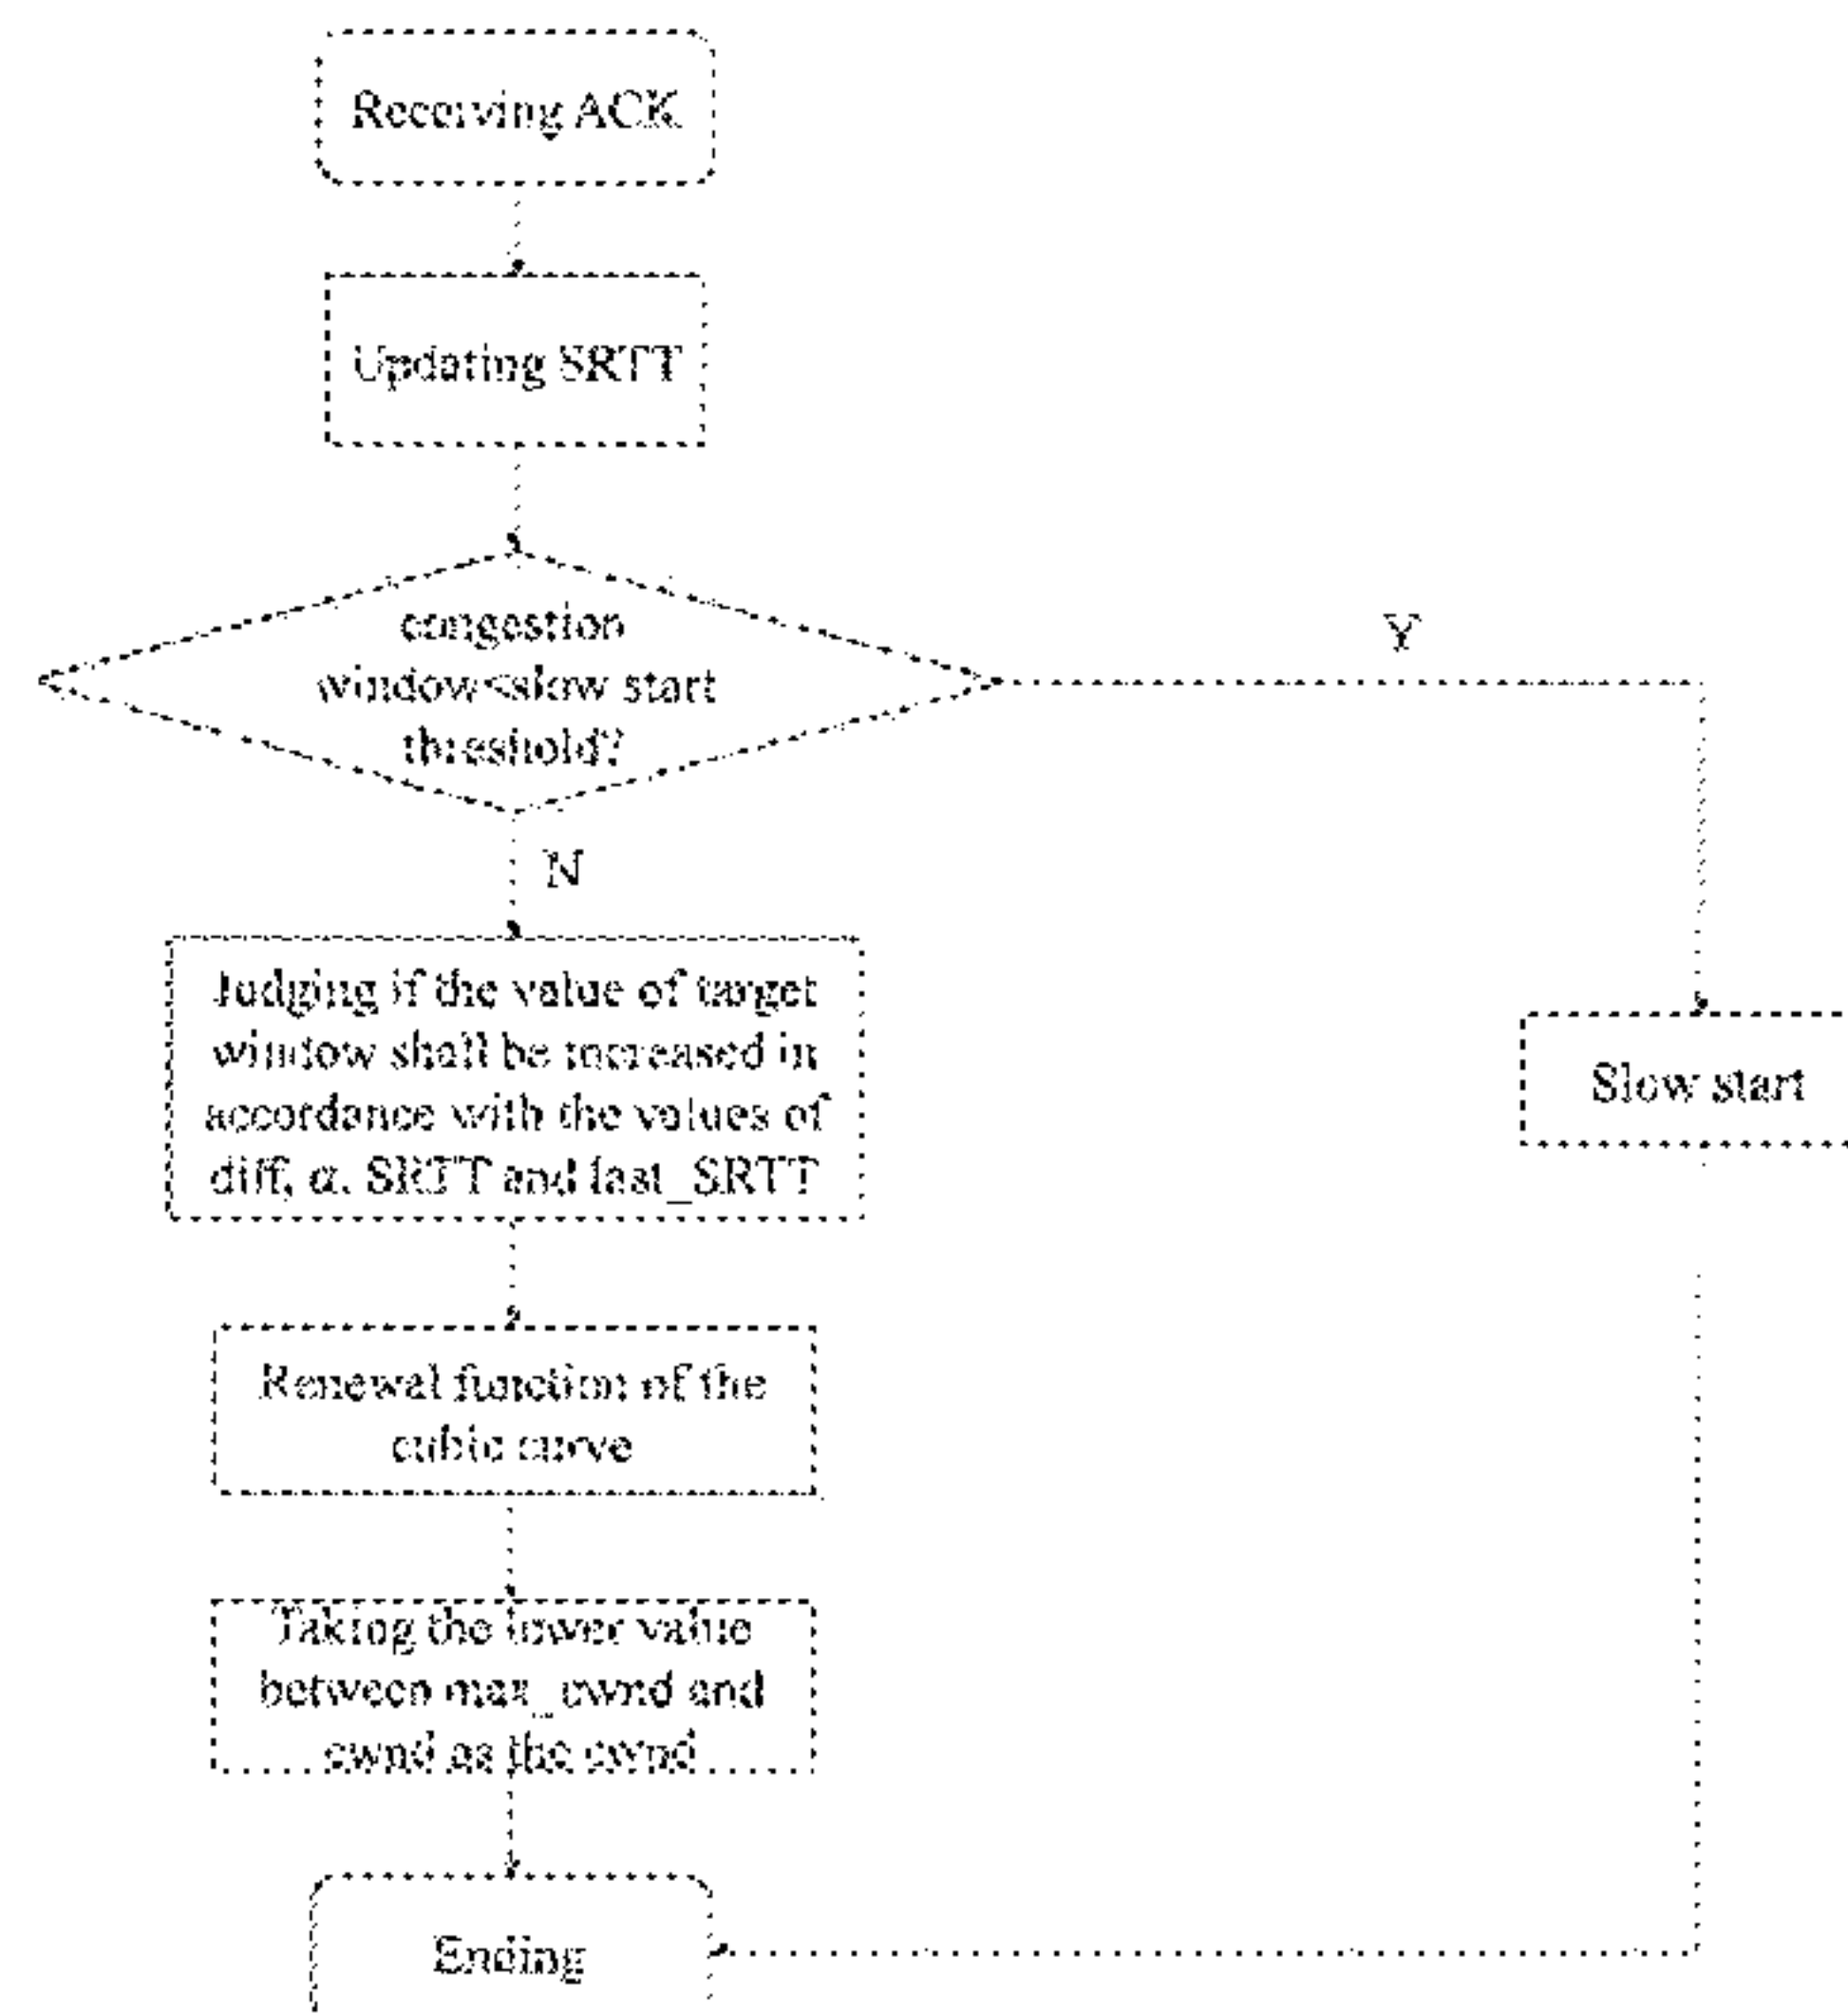 Receiving ACK
Updating SRTT
congestion
window<slow start
threshold?
Y
N
Judging if the value of target
window shall be increased in
accordance with the values of
diff, α, SRTT and last_SRTT
Slow start
Renewal function of the
cubic curve
Taking the lower value
between max_cwnd and
cwnd as the cwnd
Ending